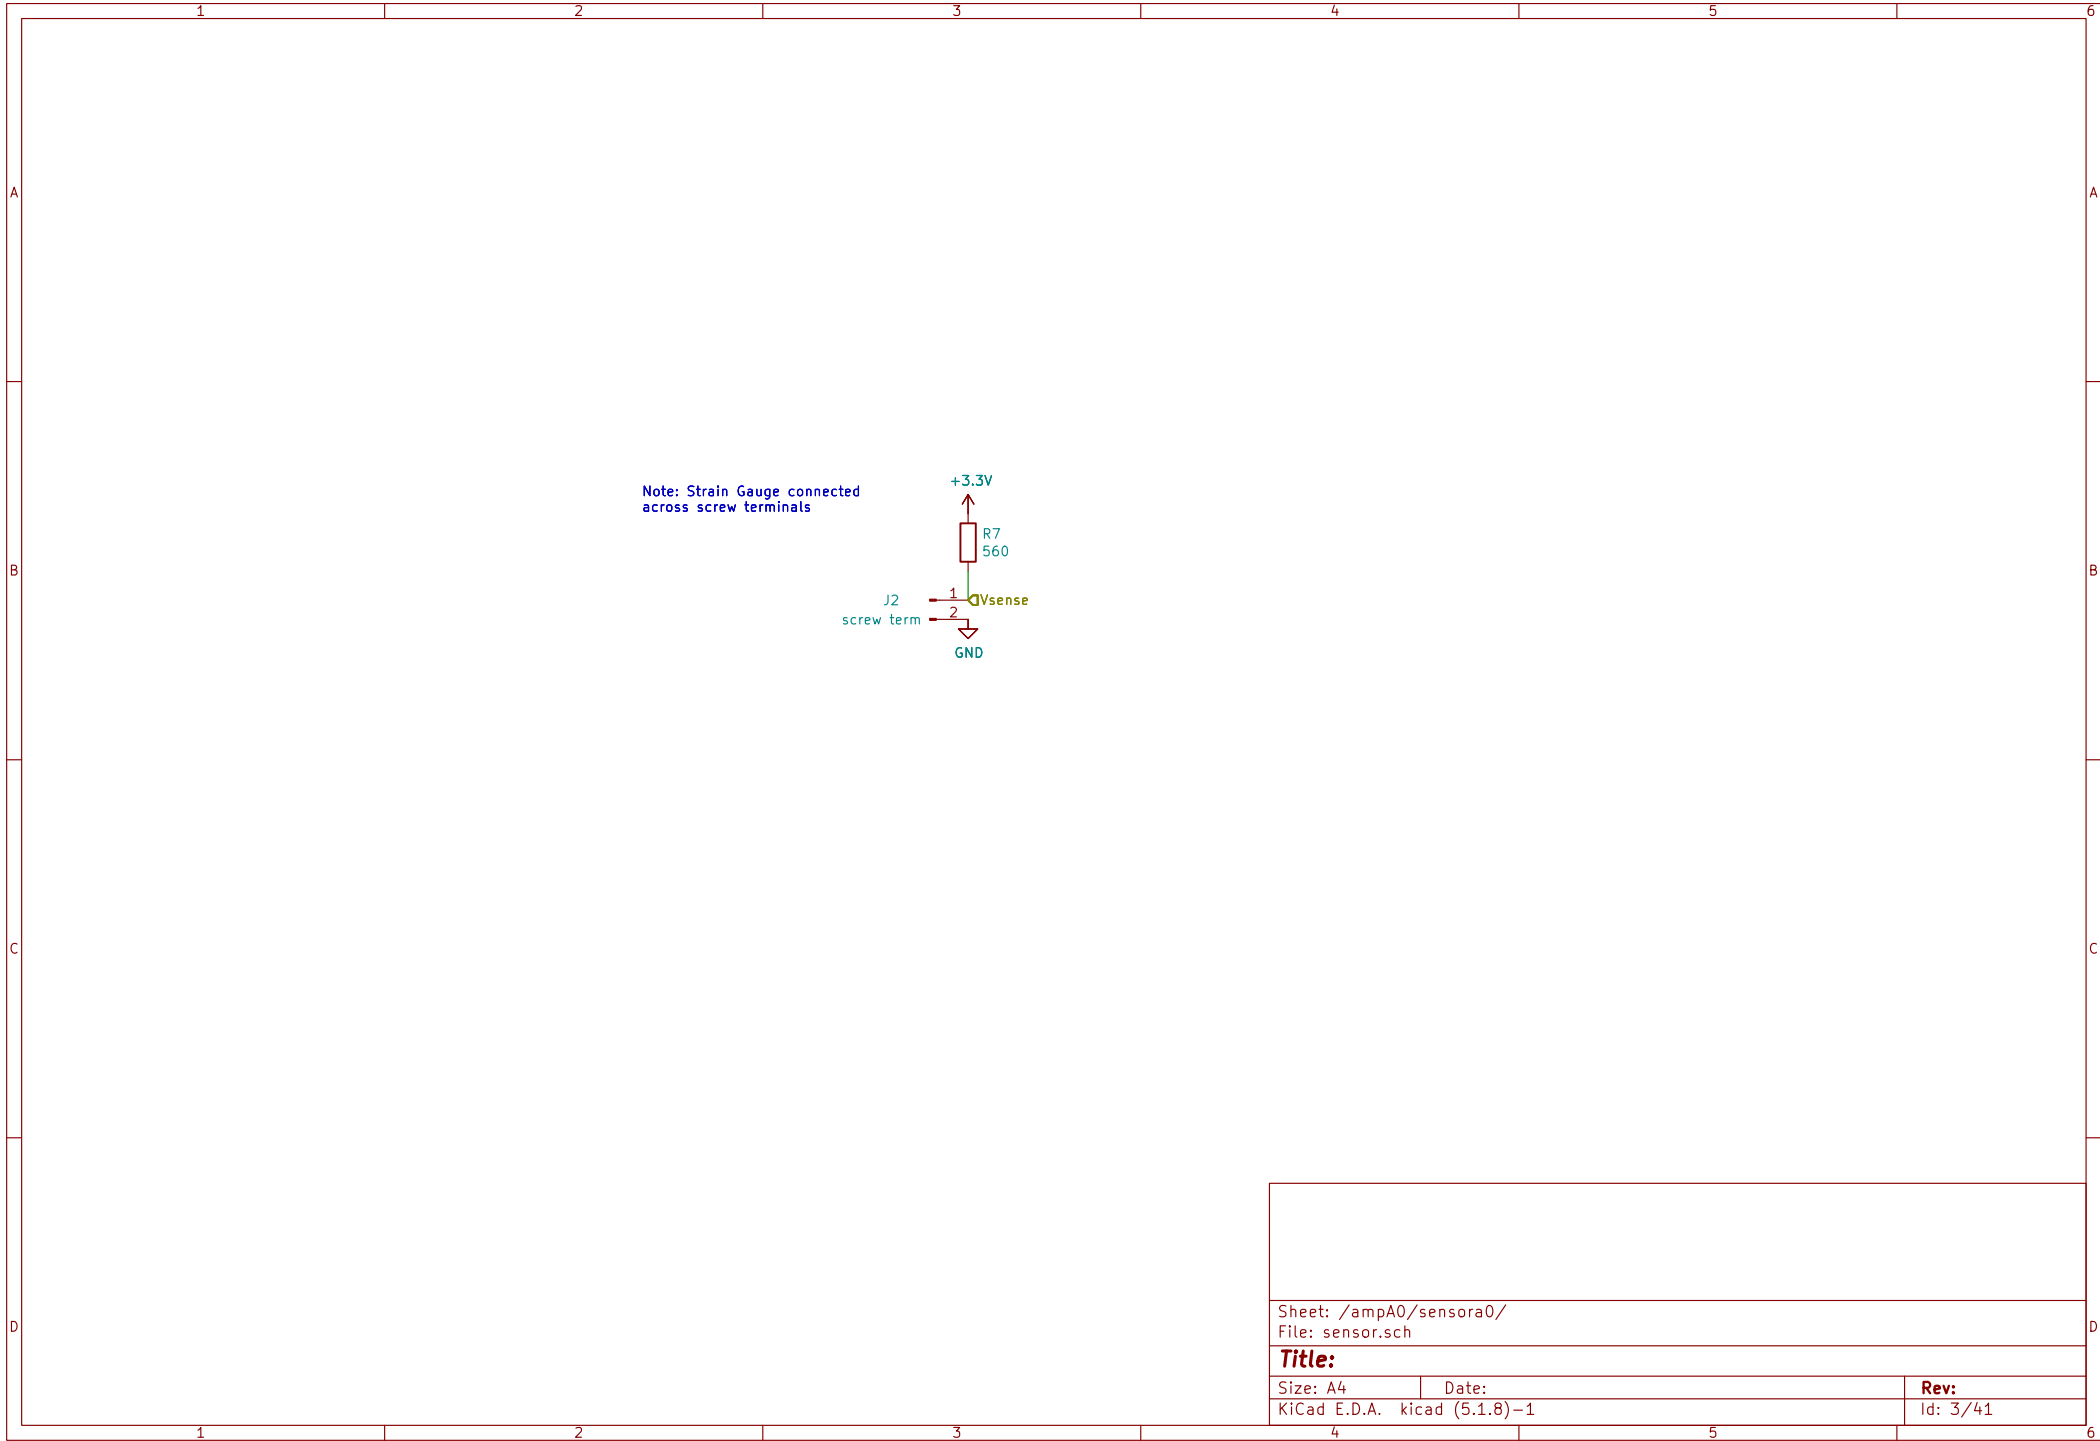 1 2 3 4 5 6
A A
+3.3V
Note: Strain Gauge connected
across screw terminals
R7
560
B B
J2 1 Vsense
screw term 2
GND
C C
Sheet: /ampA0/sensora0/
File: sensor.sch
D D
Title:
Size: A4 Date: Rev:
KiCad E.D.A. kicad (5.1.8)-1 Id: 3/41
1 2 3 4 5 6